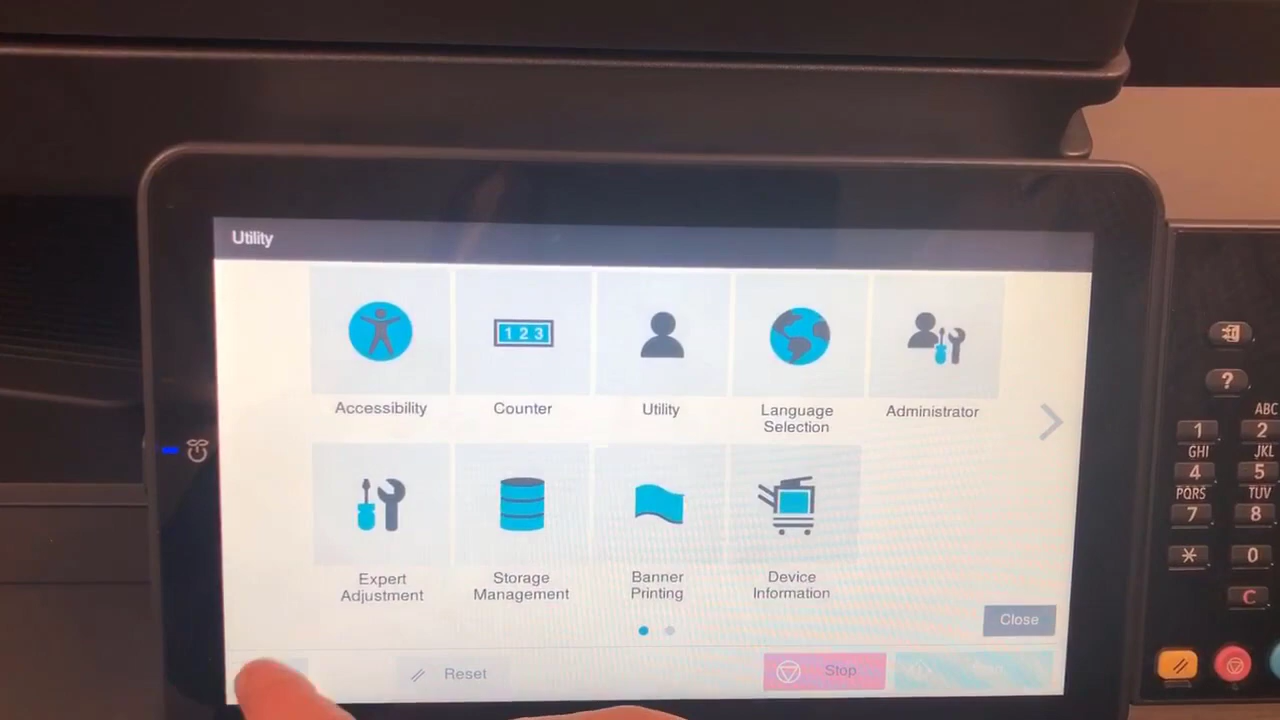 Utility
1 2 3
Accessibility
Counter
Utility
Language
Selection
Administrator
Expert
Adjustment
Storage
Management
Banner
Printing
Device
Information
Close
Reset
Stop
?
ABC
1
2
GHI
JKL
4
5
PQRS
TUV
7
8
0
C